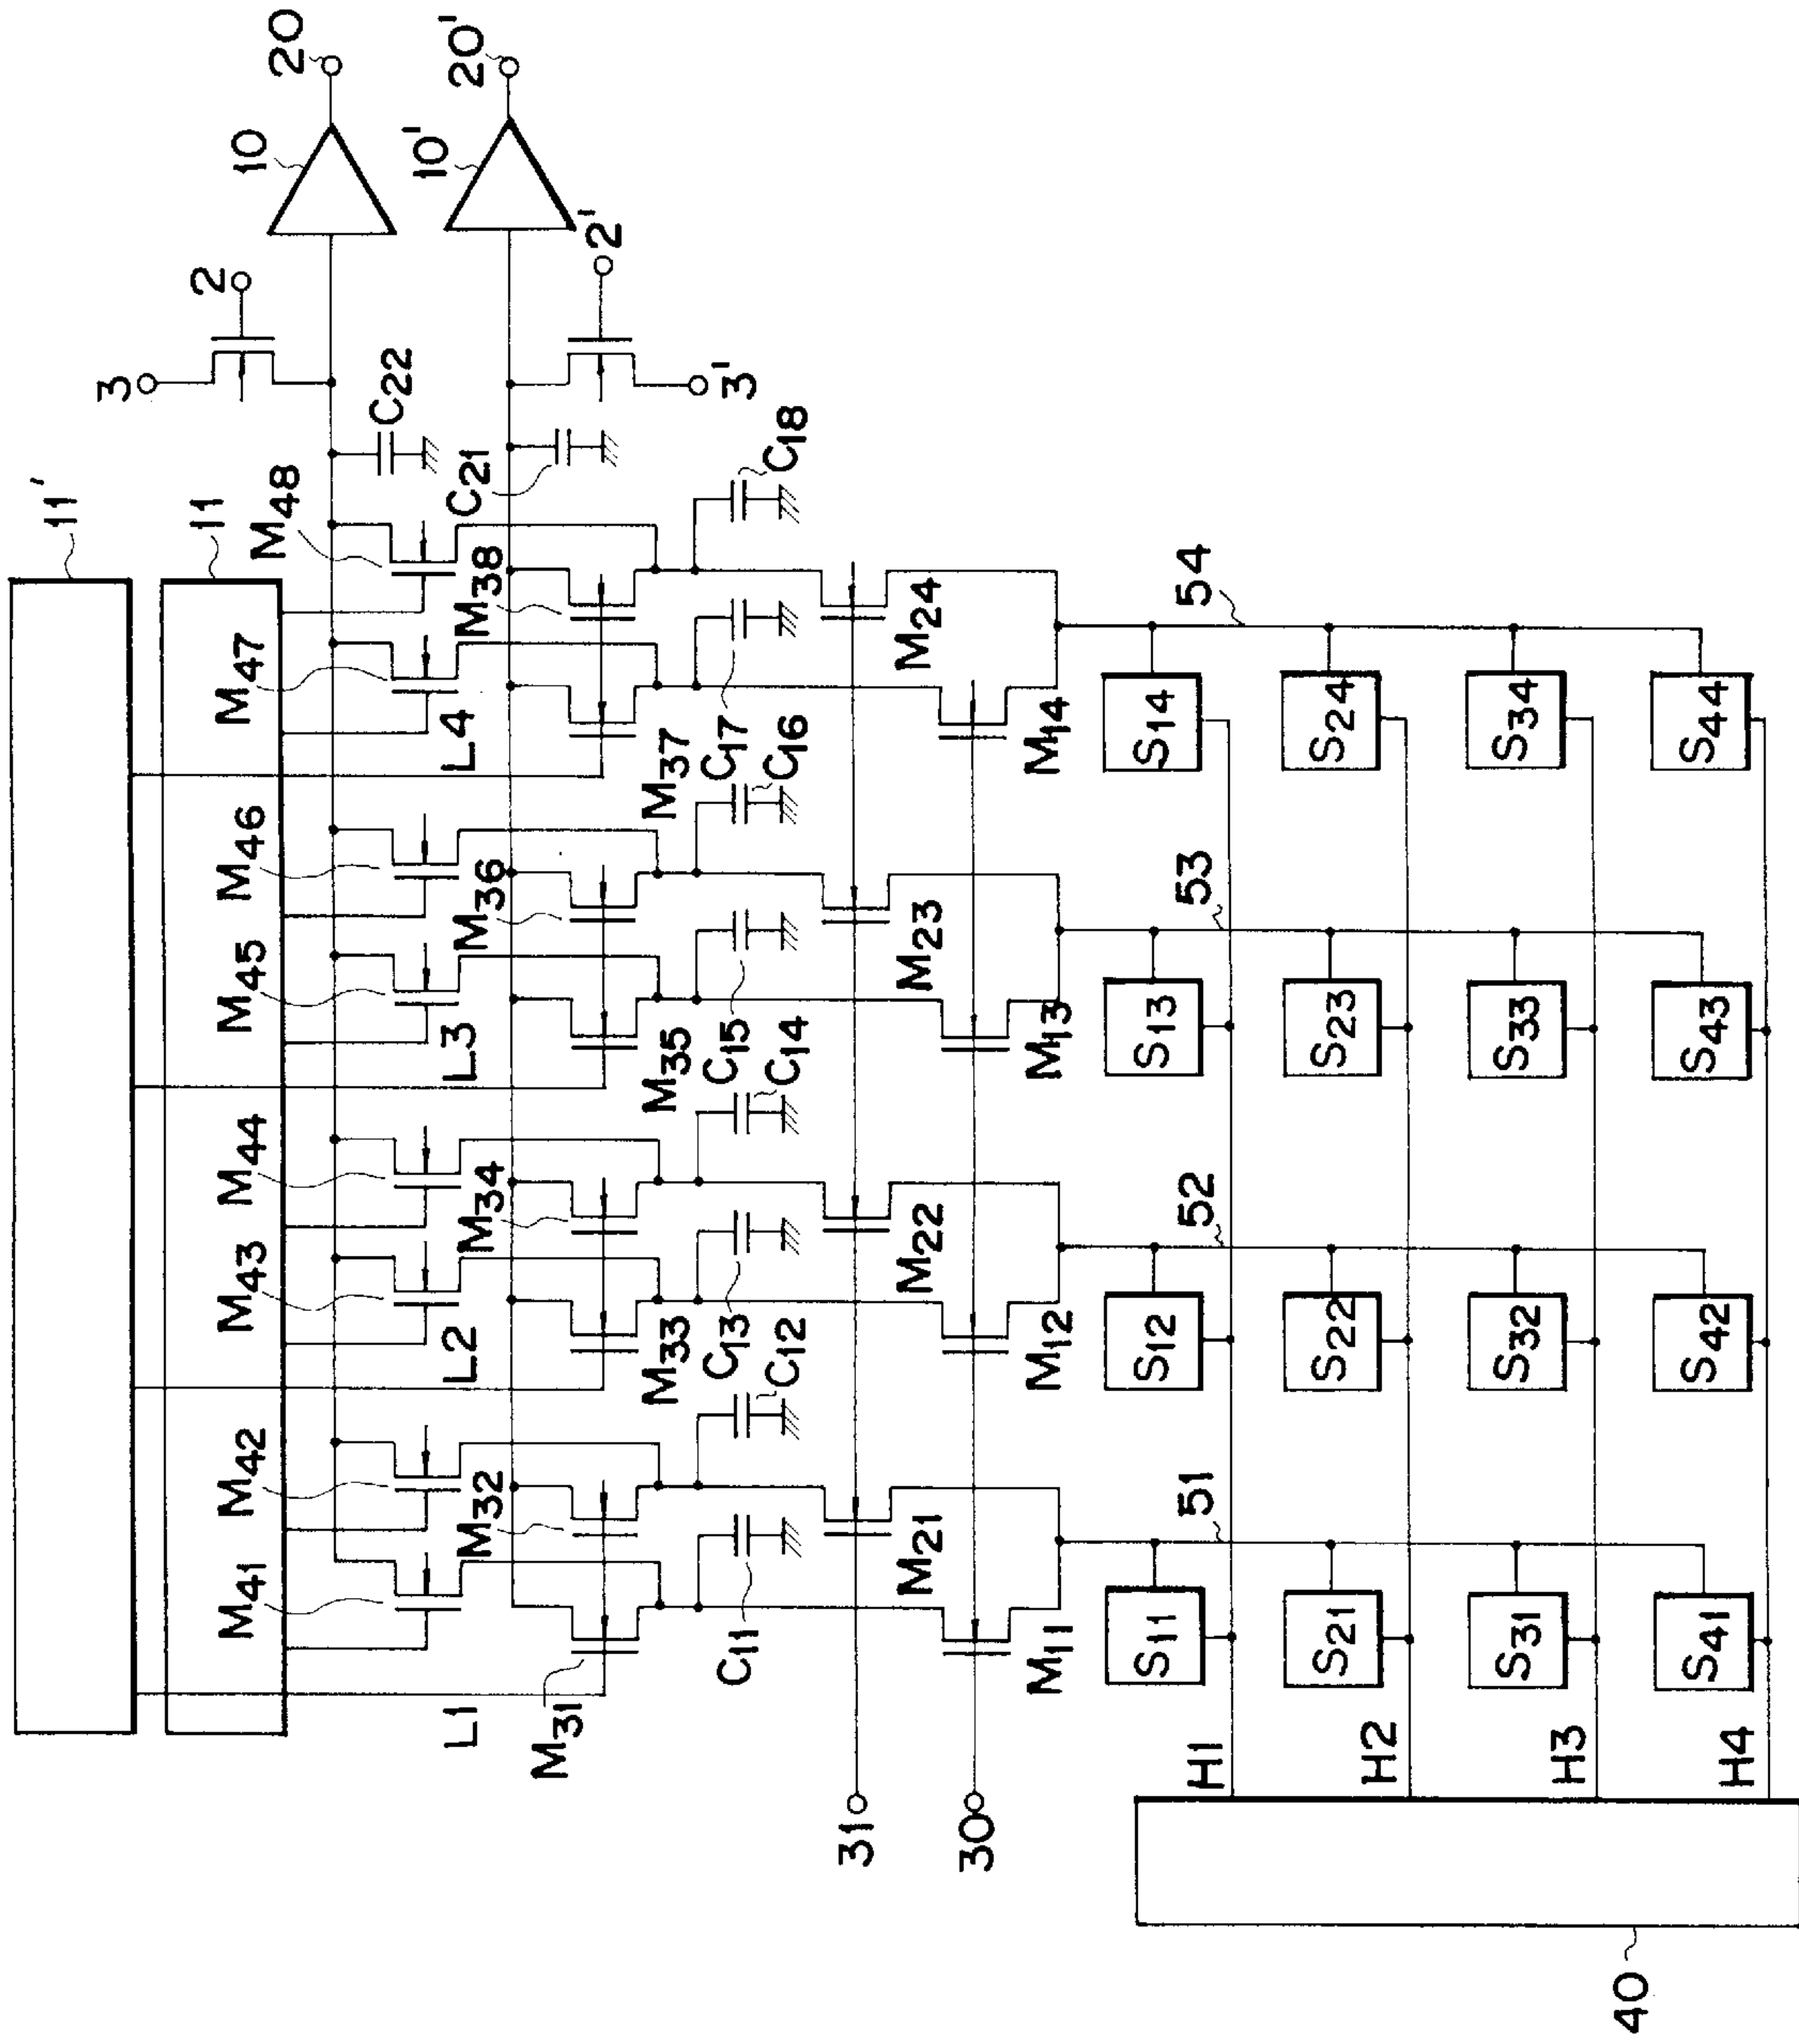 11'
11
20
20'
10
10'
2
2'
3
3'
C22
C21
M48
M47
M46
M45
M44
M43
M42
M41
L4
L3
L2
L1
M38
M37
M36
M35
M34
M33
M32
M31
C18
C17
C16
C15
C14
C13
C12
C11
M24
M23
M22
M21
M14
M13
M12
M11
31
30
54
53
52
51
S11 S12 S13 S14
S21 S22 S23 S24
S31 S32 S33 S34
S41 S42 S43 S44
H1
H2
H3
H4
40